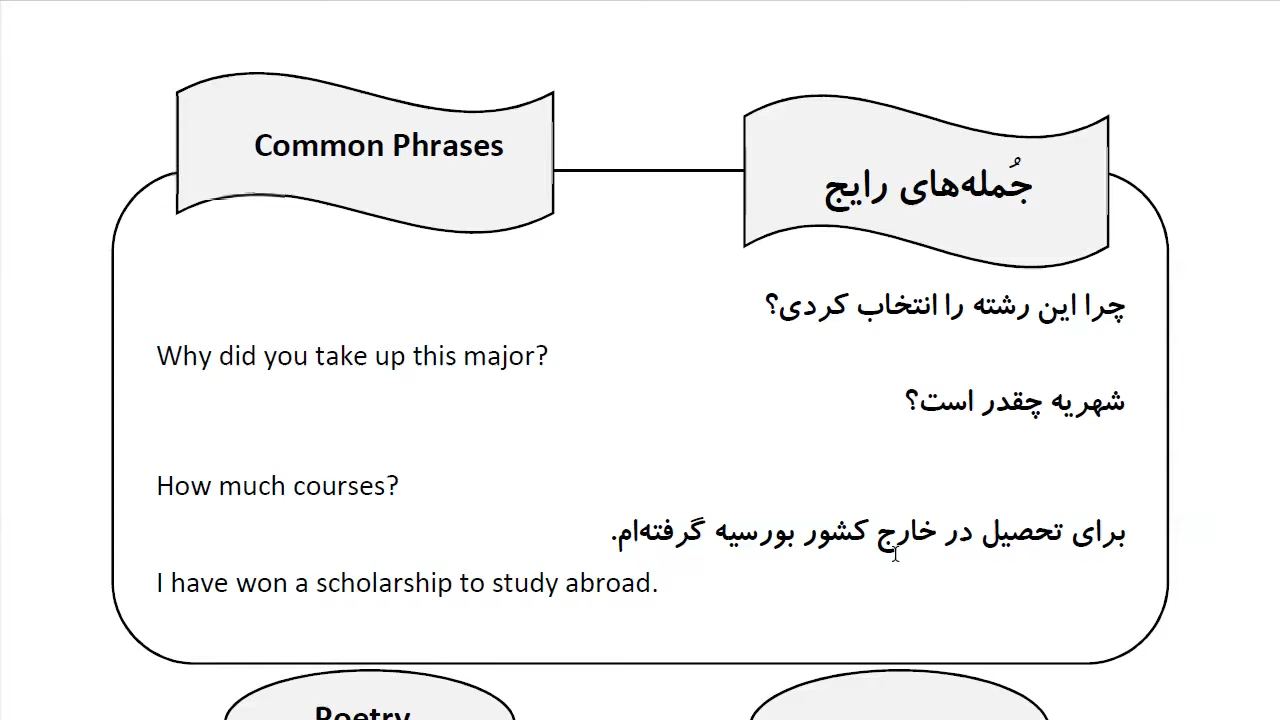 Common Phrases
جُمله‌های رایج
چرا این رشته را انتخاب کردی؟
Why did you take up this major?
شهریه چقدر است؟
How much courses?
برای تحصیل در خارج کشور بورسیه گرفته‌ام.
I have won a scholarship to study abroad.
Poetry